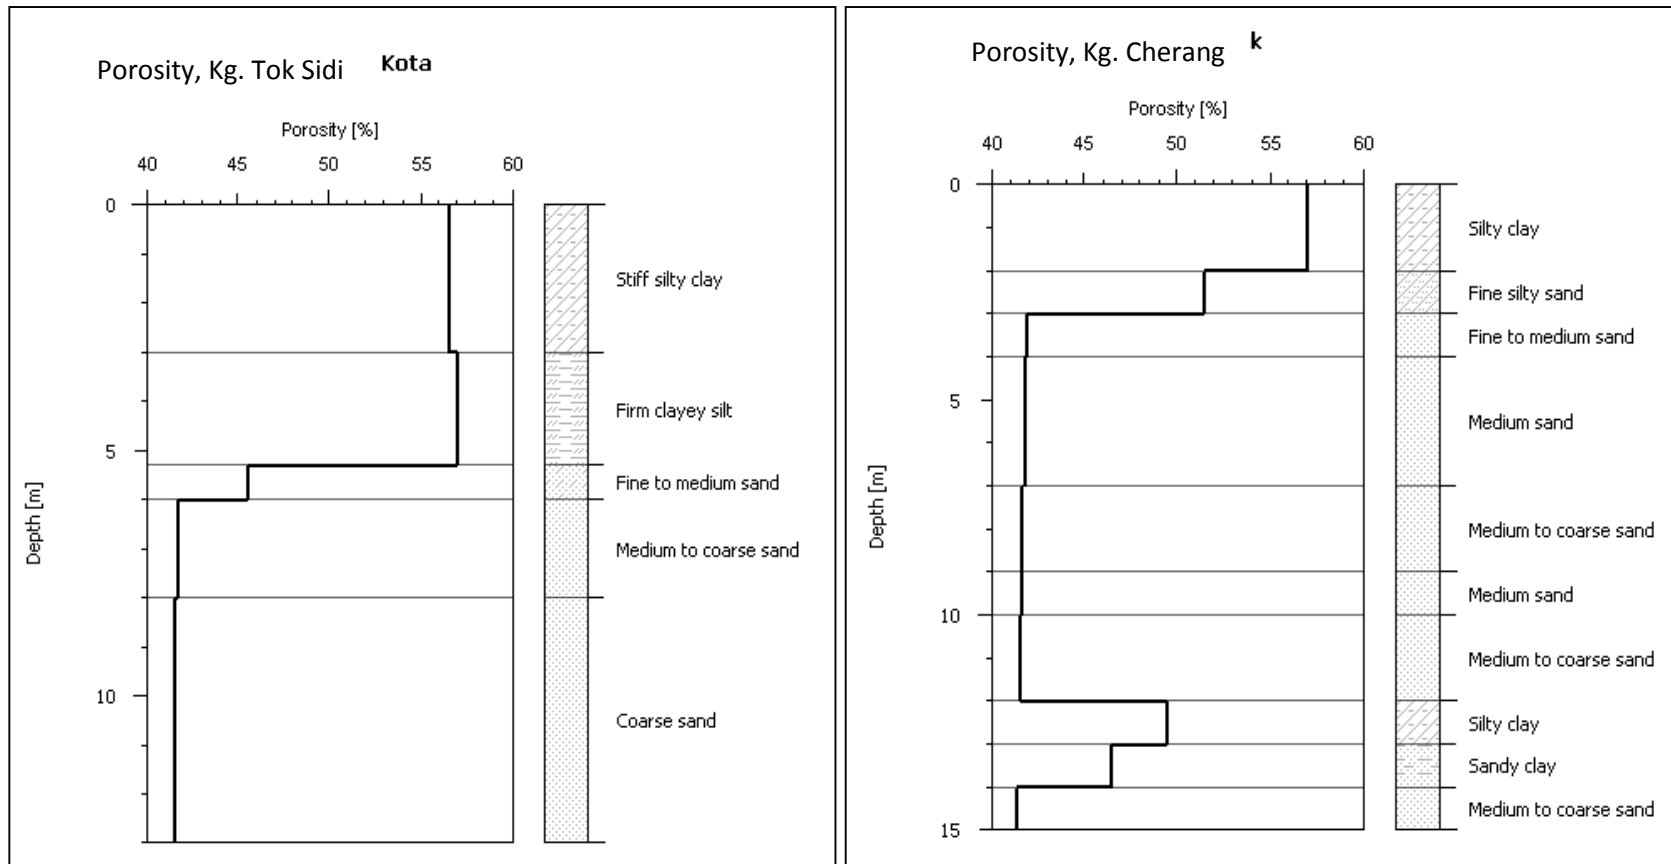 Porosity, Kg. Tok Sidi Kota
Porosity [%]
40 45 50 55 60
0
5
10
Depth [m]
Stiff silty clay
Firm clayey silt
Fine to medium sand
Medium to coarse sand
Coarse sand
Porosity, Kg. Cherang k
Porosity [%]
40 45 50 55 60
0
5
10
15
Depth [m]
Silty clay
Fine silty sand
Fine to medium sand
Medium sand
Medium to coarse sand
Medium sand
Medium to coarse sand
Silty clay
Sandy clay
Medium to coarse sand